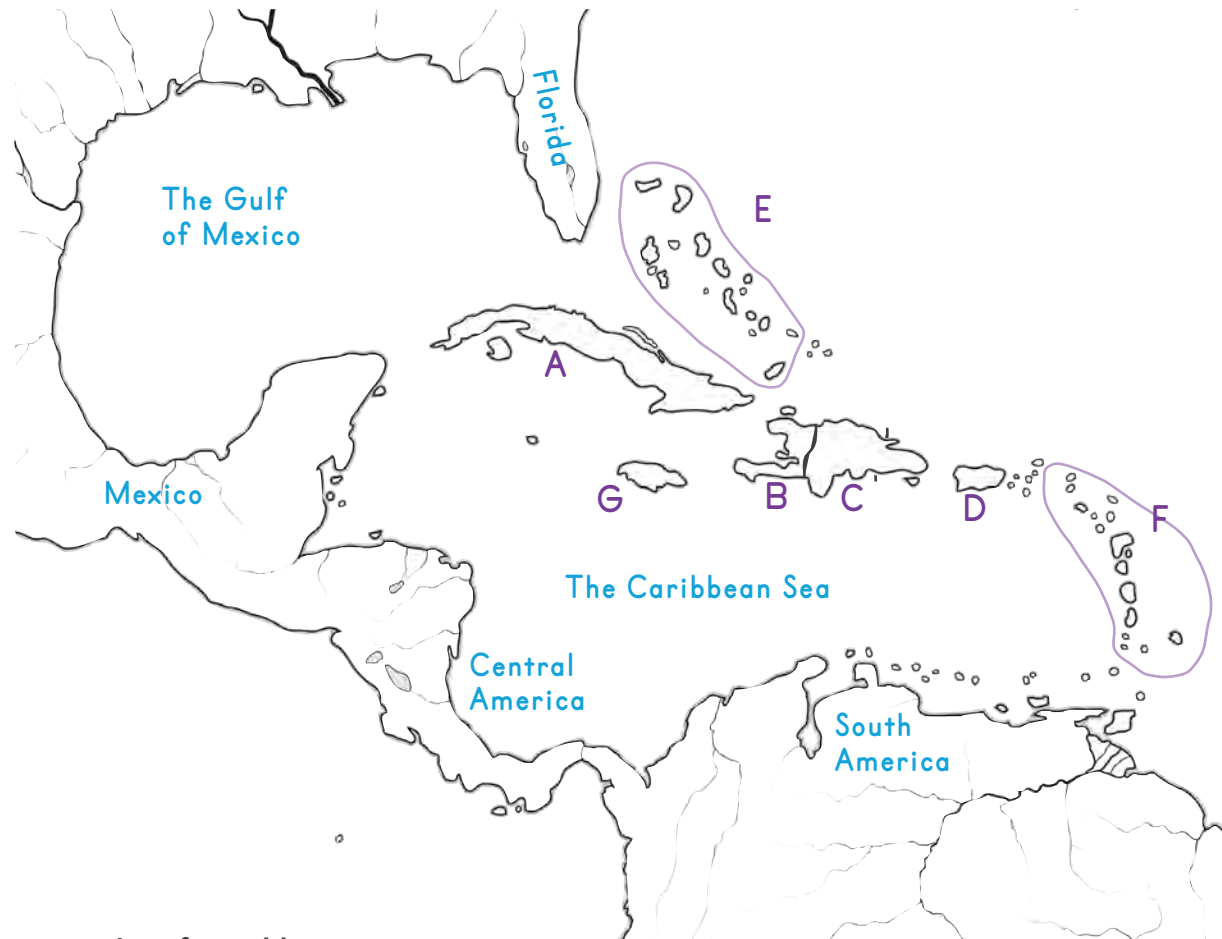 Florida
The Gulf
of Mexico
E
A
Mexico
G
B
C
D
F
The Caribbean Sea
Central
America
South
America